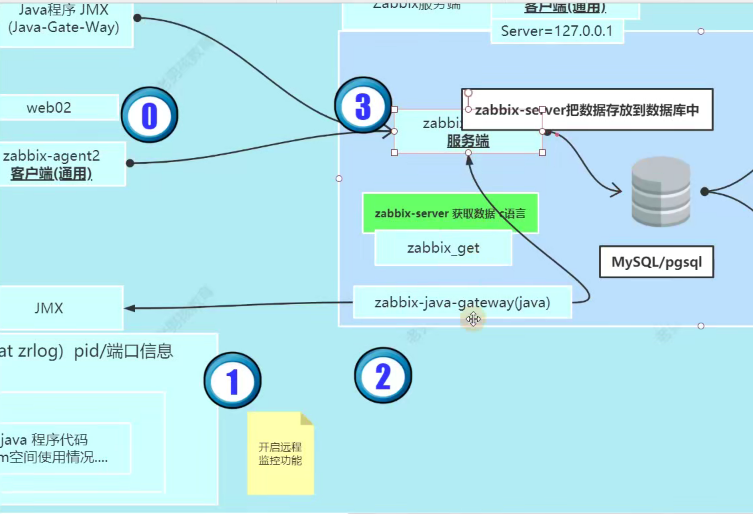 Java程序 JMX
(Java-Gate-Way)
Zabbix服务端
客户端(通用)
Server=127.0.0.1
web02
0
3
zabbix-server把数据存放到数据库中
zabbix
服务端
zabbix-agent2
客户端(通用)
zabbix-server 获取数据 c语言
zabbix_get
MySQL/pgsql
JMX
zabbix-java-gateway(java)
at zrlog）pid/端口信息
1
2
java 程序代码
m空间使用情况....
开启远程
监控功能